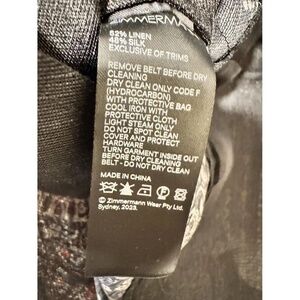 ZIMMERMA
52% LINEN
48% SILK
EXCLUSIVE OF TRIMS
REMOVE BELT BEFORE DRY
CLEANING
DRY CLEAN ONLY CODE F
(HYDROCARBON)
WITH PROTECTIVE BAG
COOL IRON WITH
PROTECTIVE CLOTH
LIGHT STEAM ONLY
DO NOT SPOT CLEAN
COVER AND PROTECT
HARDWARE
TURN GARMENT INSIDE OUT
BEFORE DRY CLEANING
BELT - DO NOT DRY CLEAN
MADE IN CHINA
© Zimmermann Wear Pty Ltd.
Sydney, 2023.